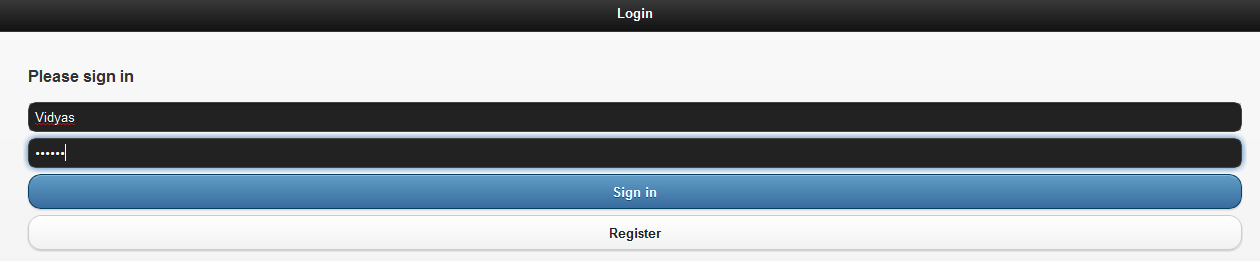 Login
Please sign in
Vidyas
••••••
Sign in
Register